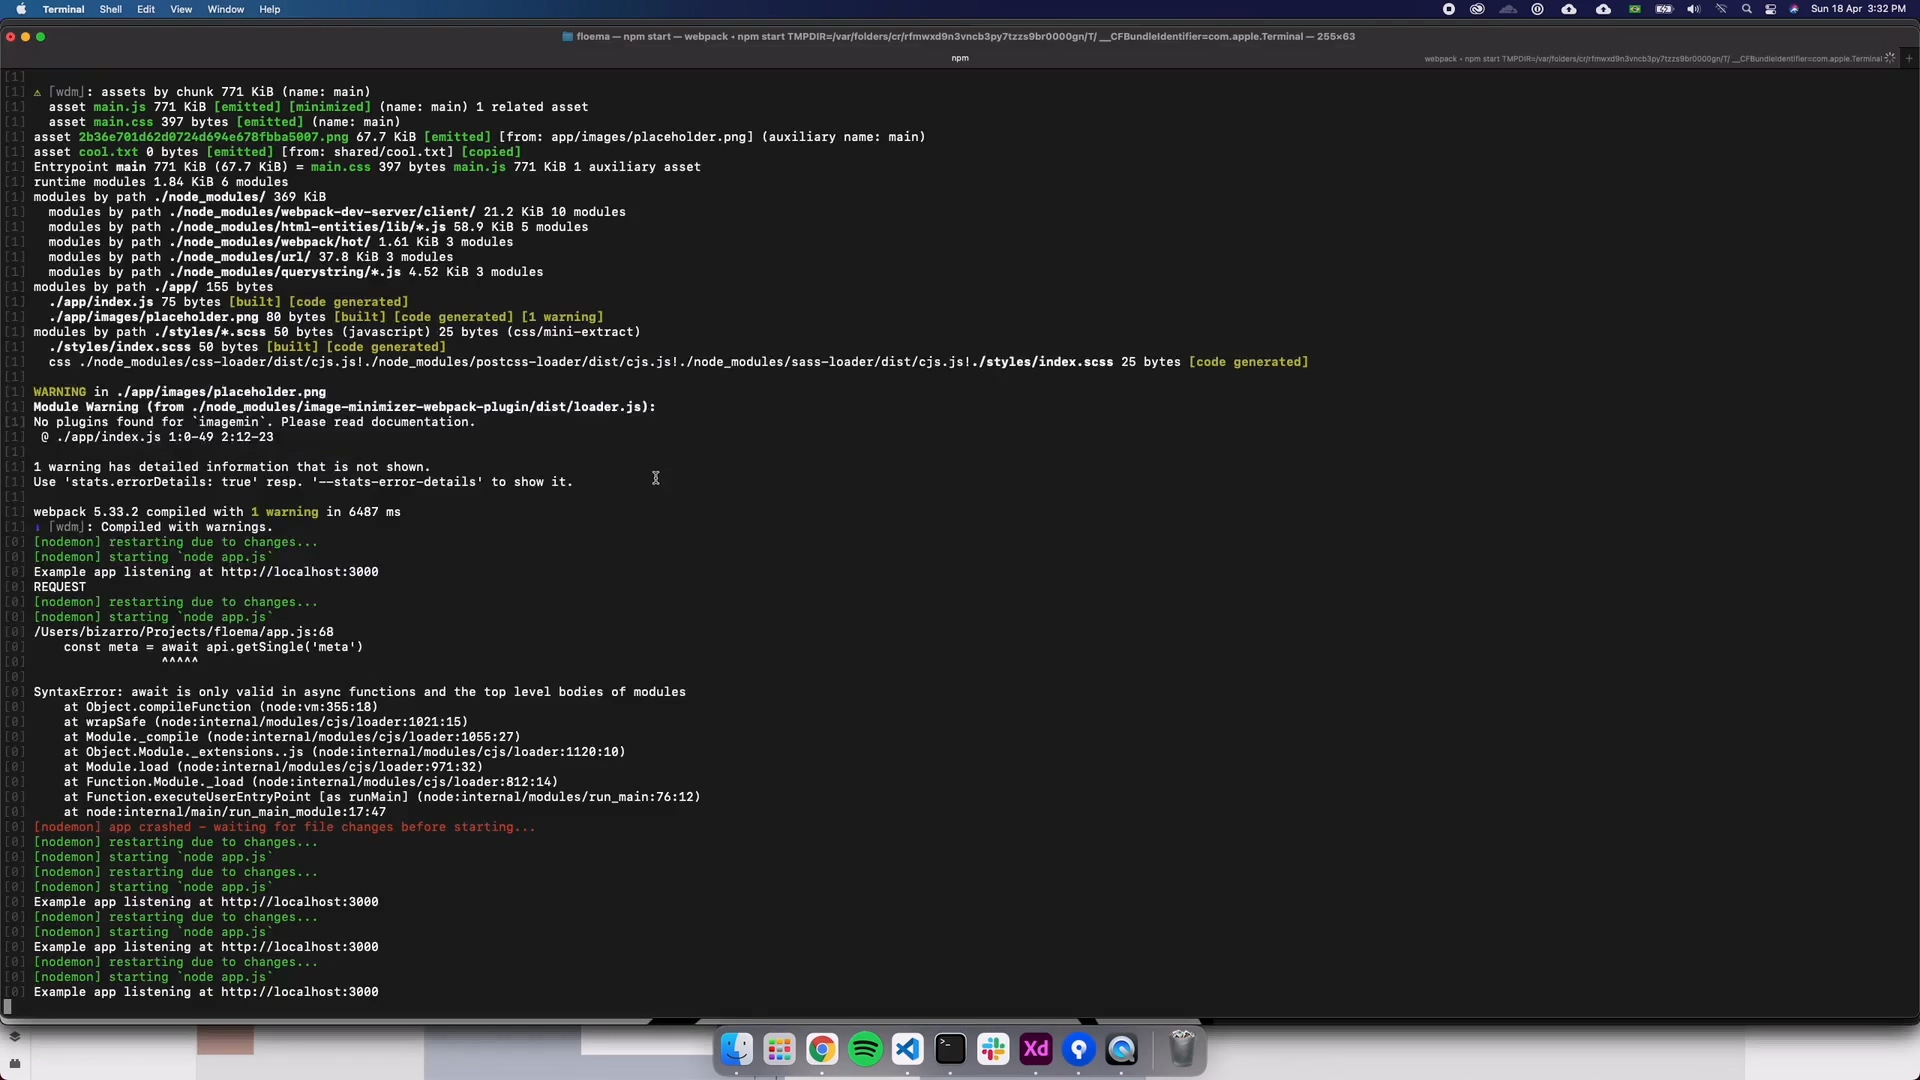 Terminal Shell Edit View Window Help Sun 18 Apr 3:32 PM
floema — npm start — webpack • npm start TMPDIR=/var/folders/cr/rfmwxd9n3vncb3py7tzzs9br0000gn/T/ __CFBundleIdentifier=com.apple.Terminal — 255×63
npm webpack • npm start TMPDIR=/var/folders/cr/rfmwxd9n3vncb3py7tzzs9br0000gn/T/ __CFBundleIdentifier=com.apple.Terminal +
[1]
[1] ⚠ ⌈wdm⌋: assets by chunk 771 KiB (name: main)
[1]   asset main.js 771 KiB [emitted] [minimized] (name: main) 1 related asset
[1]   asset main.css 397 bytes [emitted] (name: main)
[1] asset 2b36e701d62d0724d694e678fbba5007.png 67.7 KiB [emitted] [from: app/images/placeholder.png] (auxiliary name: main)
[1] asset cool.txt 0 bytes [emitted] [from: shared/cool.txt] [copied]
[1] Entrypoint main 771 KiB (67.7 KiB) = main.css 397 bytes main.js 771 KiB 1 auxiliary asset
[1] runtime modules 1.84 KiB 6 modules
[1] modules by path ./node_modules/ 369 KiB
[1]   modules by path ./node_modules/webpack-dev-server/client/ 21.2 KiB 10 modules
[1]   modules by path ./node_modules/html-entities/lib/*.js 58.9 KiB 5 modules
[1]   modules by path ./node_modules/webpack/hot/ 1.61 KiB 3 modules
[1]   modules by path ./node_modules/url/ 37.8 KiB 3 modules
[1]   modules by path ./node_modules/querystring/*.js 4.52 KiB 3 modules
[1] modules by path ./app/ 155 bytes
[1]   ./app/index.js 75 bytes [built] [code generated]
[1]   ./app/images/placeholder.png 80 bytes [built] [code generated] [1 warning]
[1] modules by path ./styles/*.scss 50 bytes (javascript) 25 bytes (css/mini-extract)
[1]   ./styles/index.scss 50 bytes [built] [code generated]
[1]   css ./node_modules/css-loader/dist/cjs.js!./node_modules/postcss-loader/dist/cjs.js!./node_modules/sass-loader/dist/cjs.js!./styles/index.scss 25 bytes [code generated]
[1]
[1] WARNING in ./app/images/placeholder.png
[1] Module Warning (from ./node_modules/image-minimizer-webpack-plugin/dist/loader.js):
[1] No plugins found for `imagemin`. Please read documentation.
[1]  @ ./app/index.js 1:0-49 2:12-23
[1]
[1] 1 warning has detailed information that is not shown.
[1] Use 'stats.errorDetails: true' resp. '--stats-error-details' to show it.
[1]
[1] webpack 5.33.2 compiled with 1 warning in 6487 ms
[1] ℹ ⌈wdm⌋: Compiled with warnings.
[0] [nodemon] restarting due to changes...
[0] [nodemon] starting `node app.js`
[0] Example app listening at http://localhost:3000
[0] REQUEST
[0] [nodemon] restarting due to changes...
[0] [nodemon] starting `node app.js`
[0] /Users/bizarro/Projects/floema/app.js:68
[0]     const meta = await api.getSingle('meta')
[0]                  ^^^^^
[0]
[0] SyntaxError: await is only valid in async functions and the top level bodies of modules
[0]     at Object.compileFunction (node:vm:355:18)
[0]     at wrapSafe (node:internal/modules/cjs/loader:1021:15)
[0]     at Module._compile (node:internal/modules/cjs/loader:1055:27)
[0]     at Object.Module._extensions..js (node:internal/modules/cjs/loader:1120:10)
[0]     at Module.load (node:internal/modules/cjs/loader:971:32)
[0]     at Function.Module._load (node:internal/modules/cjs/loader:812:14)
[0]     at Function.executeUserEntryPoint [as runMain] (node:internal/modules/run_main:76:12)
[0]     at node:internal/main/run_main_module:17:47
[0] [nodemon] app crashed - waiting for file changes before starting...
[0] [nodemon] restarting due to changes...
[0] [nodemon] starting `node app.js`
[0] [nodemon] restarting due to changes...
[0] [nodemon] starting `node app.js`
[0] Example app listening at http://localhost:3000
[0] [nodemon] restarting due to changes...
[0] [nodemon] starting `node app.js`
[0] Example app listening at http://localhost:3000
[0] [nodemon] restarting due to changes...
[0] [nodemon] starting `node app.js`
[0] Example app listening at http://localhost:3000
Xd